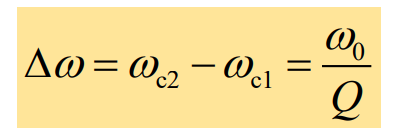 Δω = ω_c2 − ω_c1 = ω_0 / Q